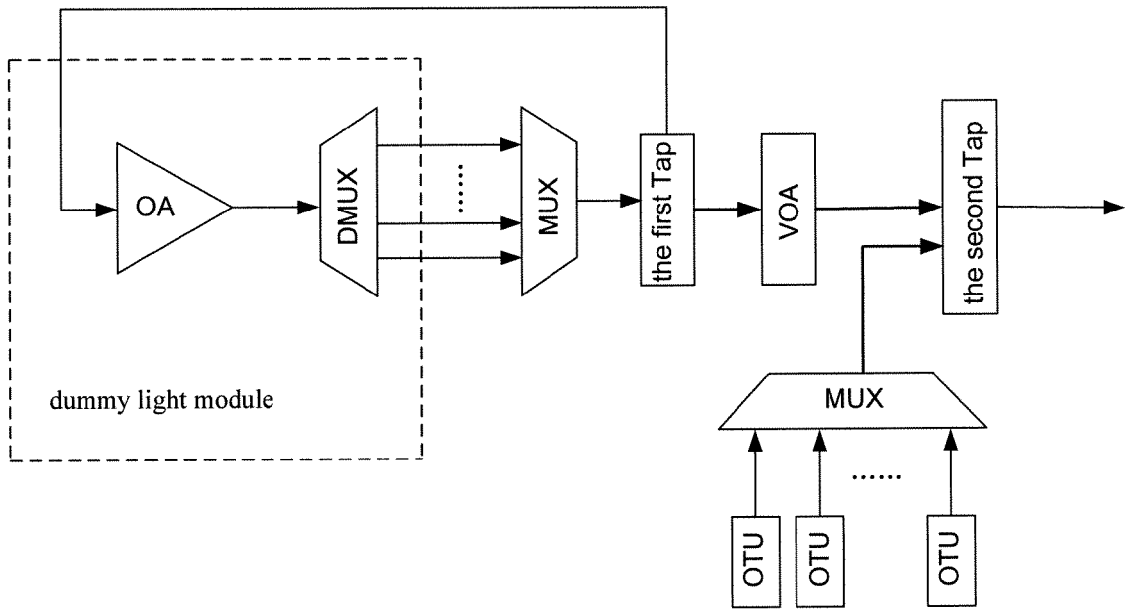 OA
DMUX
......
MUX
the first Tap
VOA
the second Tap
dummy light module
MUX
......
OTU
OTU
OTU